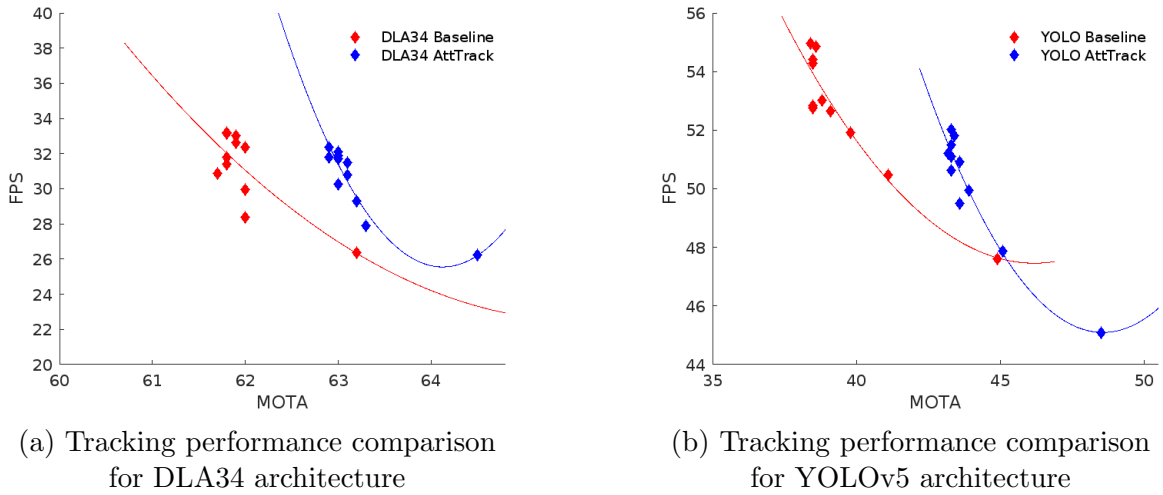 40
38
36
34
32
30
28
26
24
22
20
FPS
60
61
62
63
64
MOTA
DLA34 Baseline
DLA34 AttTrack
(a) Tracking performance comparison
for DLA34 architecture
56
54
52
50
48
46
44
FPS
35
40
45
50
MOTA
YOLO Baseline
YOLO AttTrack
(b) Tracking performance comparison
for YOLOv5 architecture